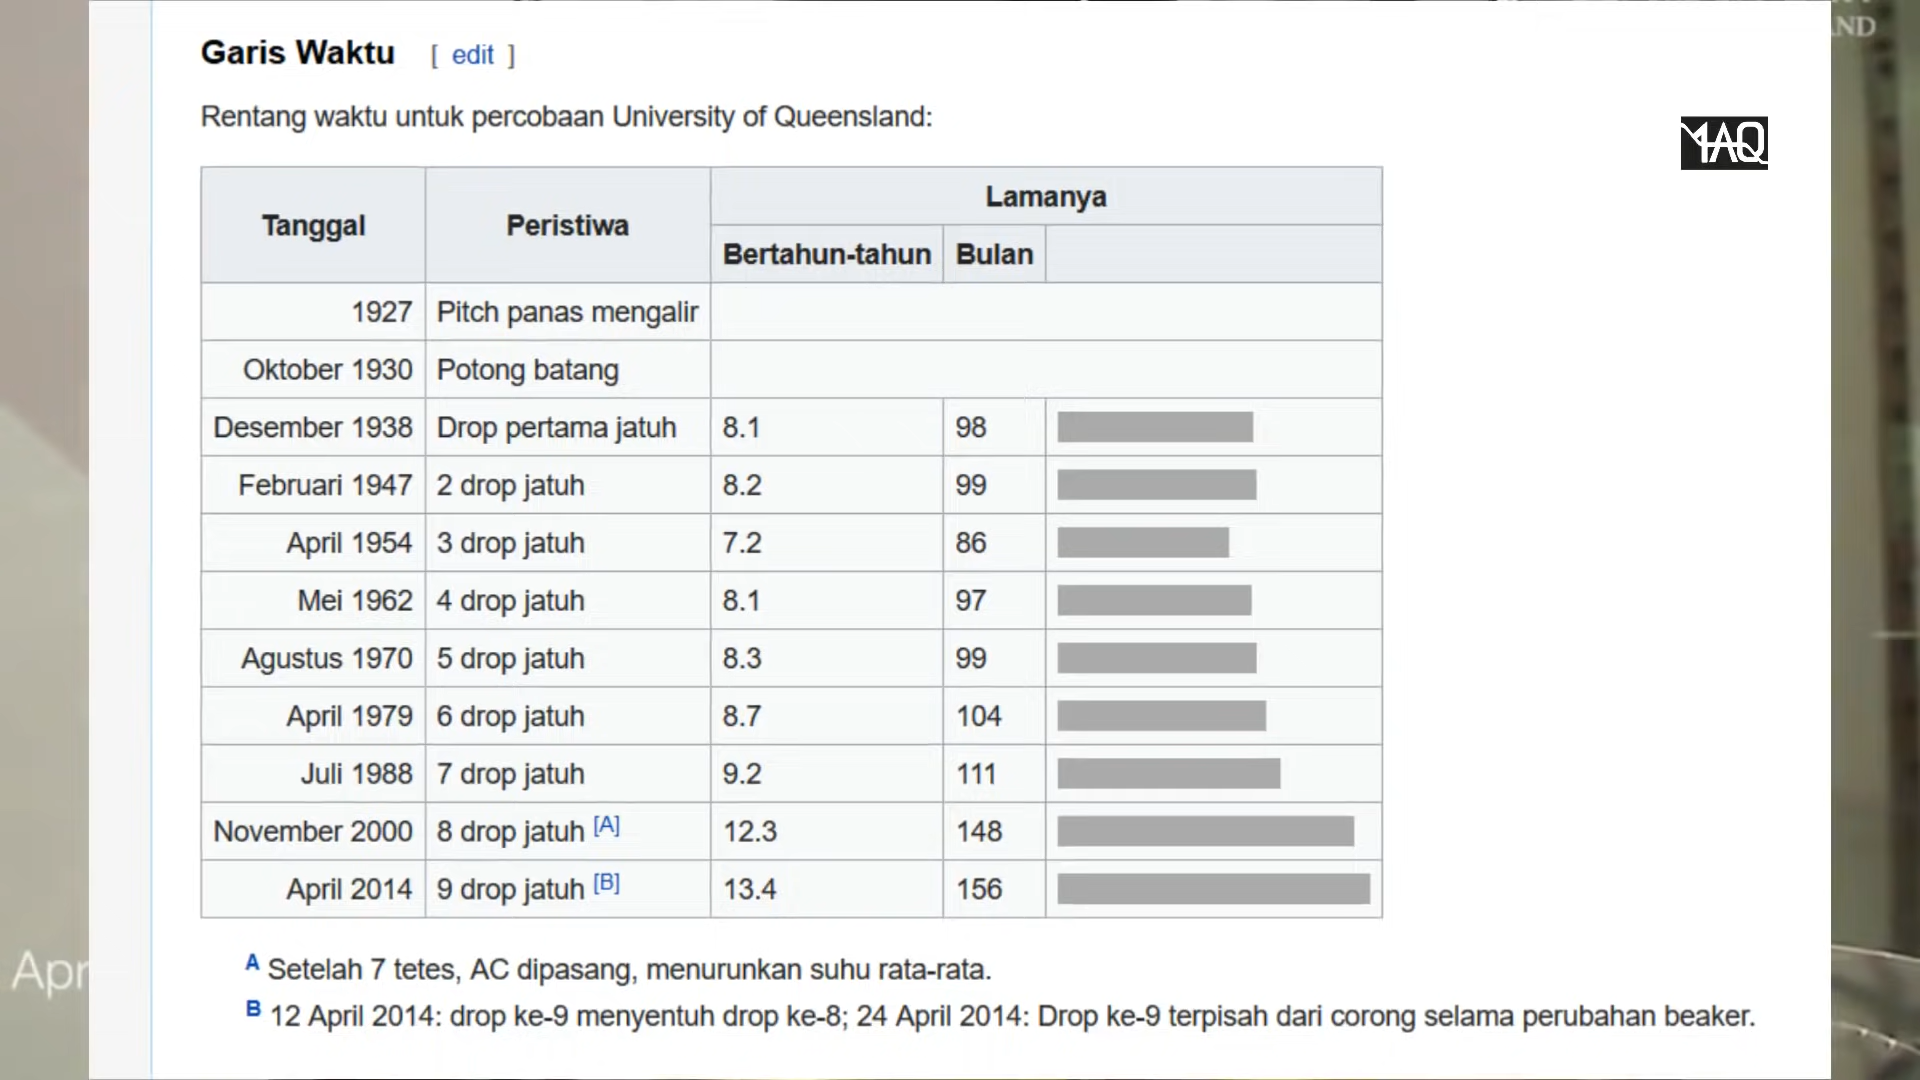 AND
Garis Waktu [ edit ]
Rentang waktu untuk percobaan University of Queensland:
MAQ
Tanggal Peristiwa Lamanya
Bertahun-tahun Bulan
1927 Pitch panas mengalir
Oktober 1930 Potong batang
Desember 1938 Drop pertama jatuh 8.1 98
Februari 1947 2 drop jatuh 8.2 99
April 1954 3 drop jatuh 7.2 86
Mei 1962 4 drop jatuh 8.1 97
Agustus 1970 5 drop jatuh 8.3 99
April 1979 6 drop jatuh 8.7 104
Juli 1988 7 drop jatuh 9.2 111
November 2000 8 drop jatuh [A] 12.3 148
April 2014 9 drop jatuh [B] 13.4 156
A Setelah 7 tetes, AC dipasang, menurunkan suhu rata-rata.
Apr
B 12 April 2014: drop ke-9 menyentuh drop ke-8; 24 April 2014: Drop ke-9 terpisah dari corong selama perubahan beaker.